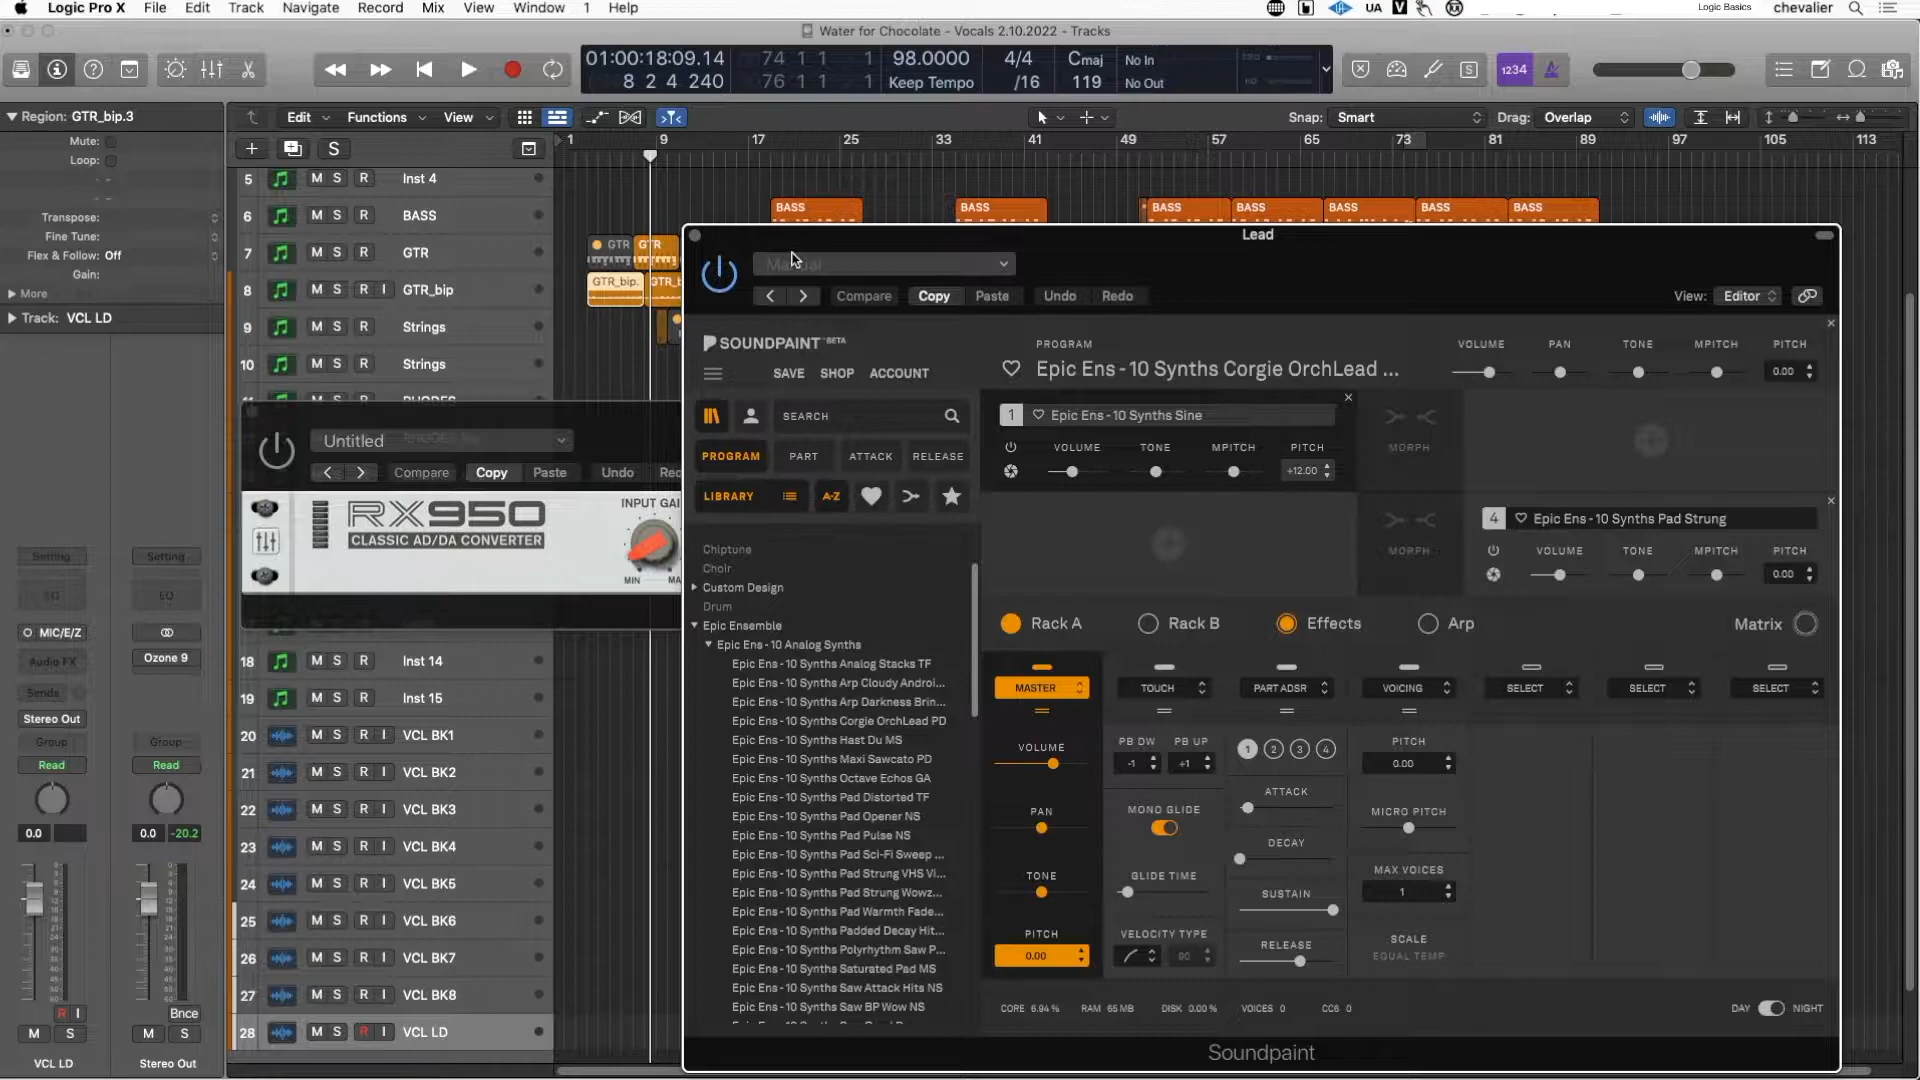 Logic Pro X File Edit Track Navigate Record Mix View Window 1 Help UA Logic Basics chevalier
Water for Chocolate - Vocals 2.10.2022 - Tracks
01:00:18:09.14 74 1 1 1 98.0000 4/4 Cmaj No In
8 2 4 240 76 1 1 1 Keep Tempo /16 119 No Out
1234
Region: GTR_bip.3
Mute:
Loop:
Transpose:
Fine Tune:
Flex & Follow: Off
Gain:
More
Track: VCL LD
Edit Functions View Snap: Smart Drag: Overlap
1 9 17 25 33 41 49 57 65 73 81 89 97 105 113
5 M S R Inst 4
6 M S R BASS
7 M S R GTR
8 M S R I GTR_bip
9 M S R Strings
10 M S R Strings
BASS BASS BASS BASS BASS BASS BASS
GTR GTR
GTR_bip. GTR_b
Untitled
Compare Copy Paste Undo
RX950
CLASSIC AD/DA CONVERTER
INPUT GAI
MIN MA
18 M S R Inst 14
19 M S R Inst 15
20 M S R I VCL BK1
21 M S R I VCL BK2
22 M S R I VCL BK3
23 M S R I VCL BK4
24 M S R I VCL BK5
25 M S R I VCL BK6
26 M S R I VCL BK7
27 M S R I VCL BK8
28 M S R I VCL LD
Setting Setting
EQ EQ
MIC/E/Z
Audio FX Ozone 9
Sends
Stereo Out
Group Group
Read Read
0.0 0.0 -20.2
R I Bnce
M S M S
VCL LD Stereo Out
Lead
Manual
Compare Copy Paste Undo Redo View: Editor
SOUNDPAINT BETA
SAVE SHOP ACCOUNT
SEARCH
PROGRAM PART ATTACK RELEASE
LIBRARY A-Z
Chiptune
Choir
Custom Design
Drum
Epic Ensemble
Epic Ens - 10 Analog Synths
Epic Ens - 10 Synths Analog Stacks TF
Epic Ens - 10 Synths Arp Cloudy Androi...
Epic Ens - 10 Synths Arp Darkness Brin...
Epic Ens - 10 Synths Corgie OrchLead PD
Epic Ens - 10 Synths Hast Du MS
Epic Ens - 10 Synths Maxi Sawcato PD
Epic Ens - 10 Synths Octave Echos GA
Epic Ens - 10 Synths Pad Distorted TF
Epic Ens - 10 Synths Pad Opener NS
Epic Ens - 10 Synths Pad Pulse NS
Epic Ens - 10 Synths Pad Sci-Fi Sweep ...
Epic Ens - 10 Synths Pad Strung VHS Vi...
Epic Ens - 10 Synths Pad Strung Wowz...
Epic Ens - 10 Synths Pad Warmth Fade...
Epic Ens - 10 Synths Padded Decay Hit...
Epic Ens - 10 Synths Polyrhythm Saw P...
Epic Ens - 10 Synths Saturated Pad MS
Epic Ens - 10 Synths Saw Attack Hits NS
Epic Ens - 10 Synths Saw BP Wow NS
PROGRAM
Epic Ens - 10 Synths Corgie OrchLead ...
VOLUME PAN TONE MPITCH PITCH
0.00
1 Epic Ens - 10 Synths Sine
VOLUME TONE MPITCH PITCH
+12.00
MORPH
4 Epic Ens - 10 Synths Pad Strung
VOLUME TONE MPITCH PITCH
0.00
MORPH
Rack A Rack B Effects Arp Matrix
MASTER TOUCH PART ADSR VOICING SELECT SELECT SELECT
VOLUME
PAN
TONE
PITCH
0.00
PB DW PB UP
-1 +1
MONO GLIDE
GLIDE TIME
VELOCITY TYPE
90
1 2 3 4
ATTACK
DECAY
SUSTAIN
RELEASE
PITCH
0.00
MICRO PITCH
MAX VOICES
1
SCALE
EQUAL TEMP
CORE 6.94 % RAM 65 MB DISK 0.00 % VOICES 0 CC6 0 DAY NIGHT
Soundpaint